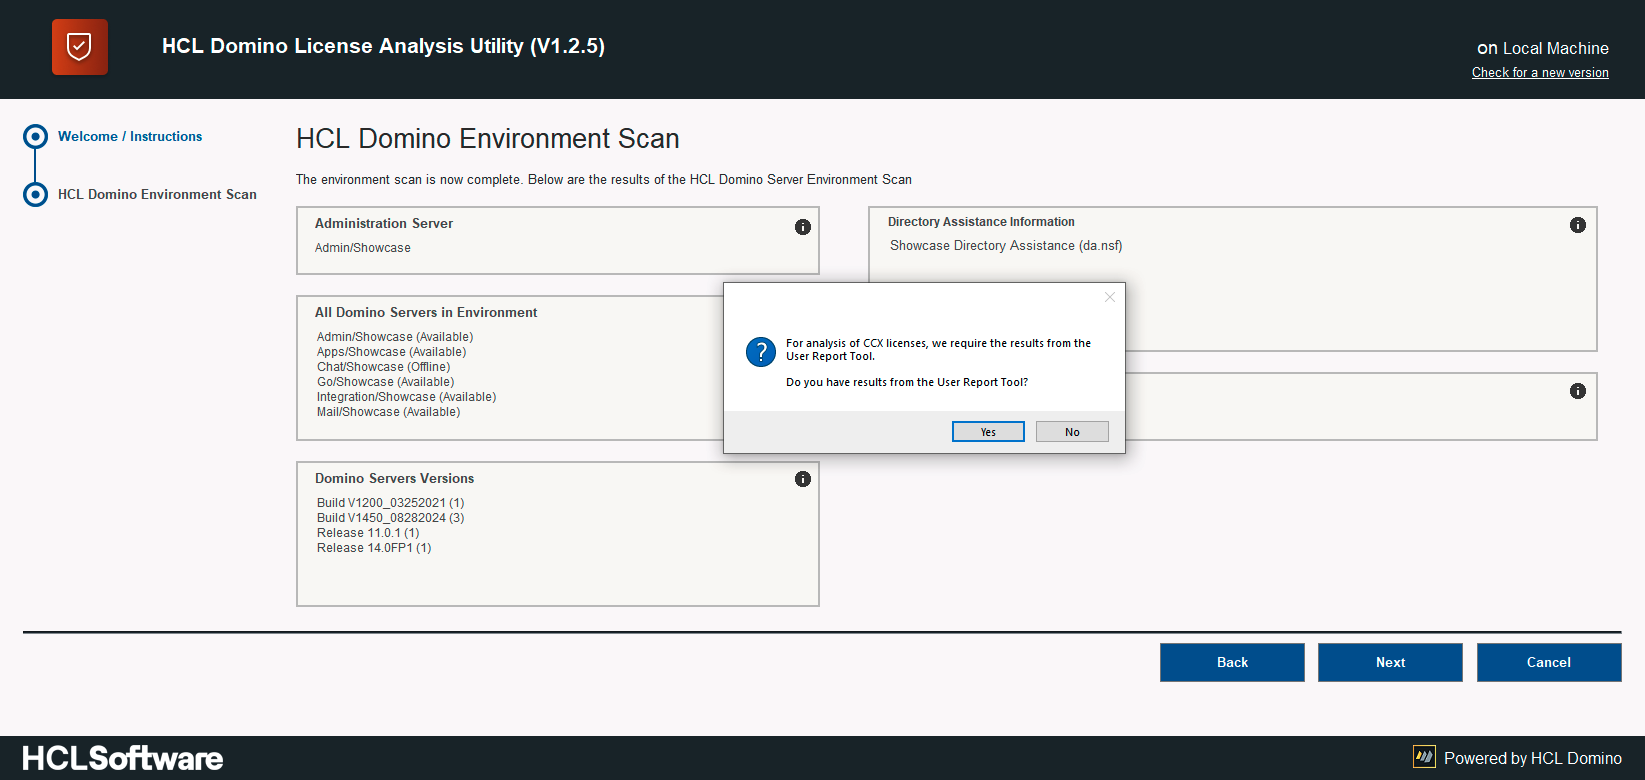 HCL Domino License Analysis Utility (V1.2.5)
on Local Machine
Check for a new version
Welcome / Instructions
HCL Domino Environment Scan
HCL Domino Environment Scan
The environment scan is now complete. Below are the results of the HCL Domino Server Environment Scan
Administration Server
Admin/Showcase
Directory Assistance Information
Showcase Directory Assistance (da.nsf)
All Domino Servers in Environment
Admin/Showcase (Available)
Apps/Showcase (Available)
Chat/Showcase (Offline)
Go/Showcase (Available)
Integration/Showcase (Available)
Mail/Showcase (Available)
For analysis of CCX licenses, we require the results from the
User Report Tool.
Do you have results from the User Report Tool?
Yes
No
Domino Servers Versions
Build V1200_03252021 (1)
Build V1450_08282024 (3)
Release 11.0.1 (1)
Release 14.0FP1 (1)
Back
Next
Cancel
HCLSoftware
Powered by HCL Domino